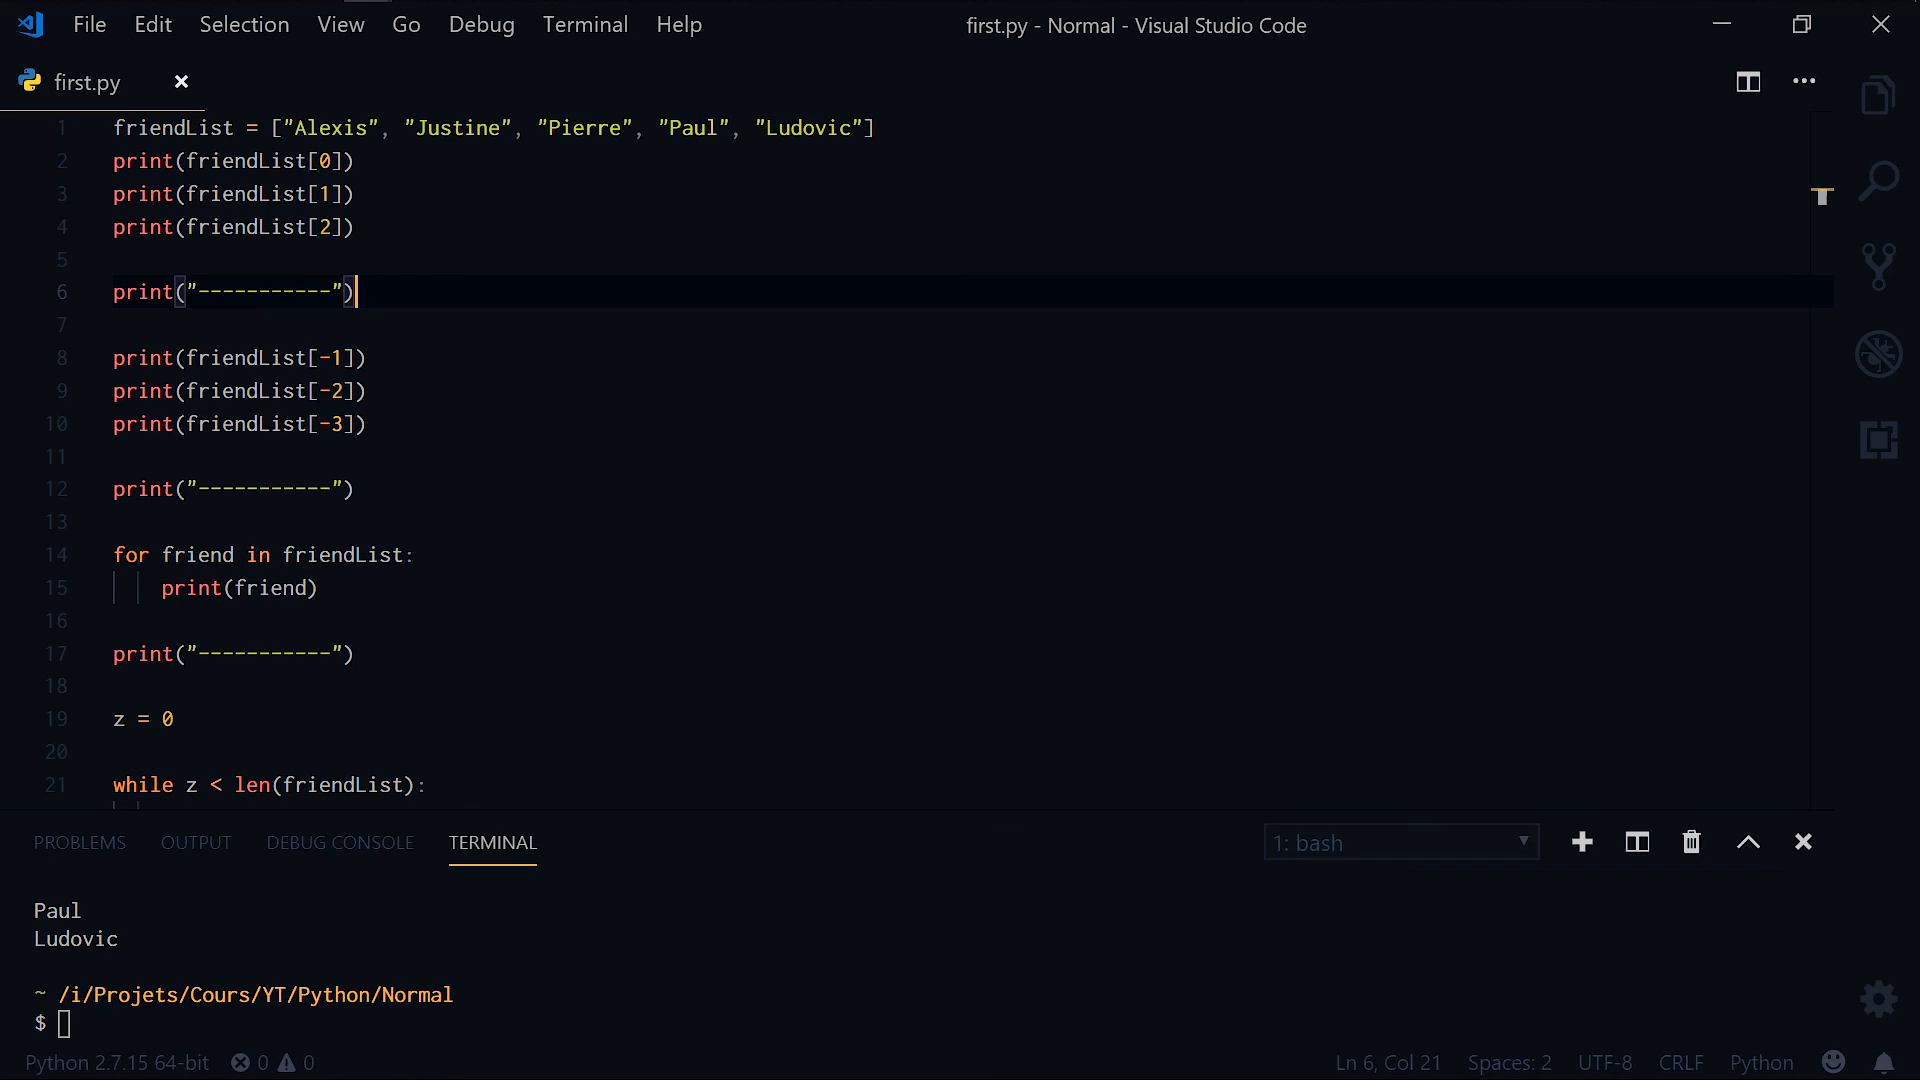 File Edit Selection View Go Debug Terminal Help first.py - Normal - Visual Studio Code
first.py
1 friendList = ["Alexis", "Justine", "Pierre", "Paul", "Ludovic"]
2 print(friendList[0])
3 print(friendList[1])
4 print(friendList[2])
5
6 print("-----------")
7
8 print(friendList[-1])
9 print(friendList[-2])
10 print(friendList[-3])
11
12 print("-----------")
13
14 for friend in friendList:
15 print(friend)
16
17 print("-----------")
18
19 z = 0
20
21 while z < len(friendList):
PROBLEMS OUTPUT DEBUG CONSOLE TERMINAL 1: bash
Paul
Ludovic
~ /i/Projets/Cours/YT/Python/Normal
$
Python 2.7.15 64-bit 0 0 Ln 6, Col 21 Spaces: 2 UTF-8 CRLF Python